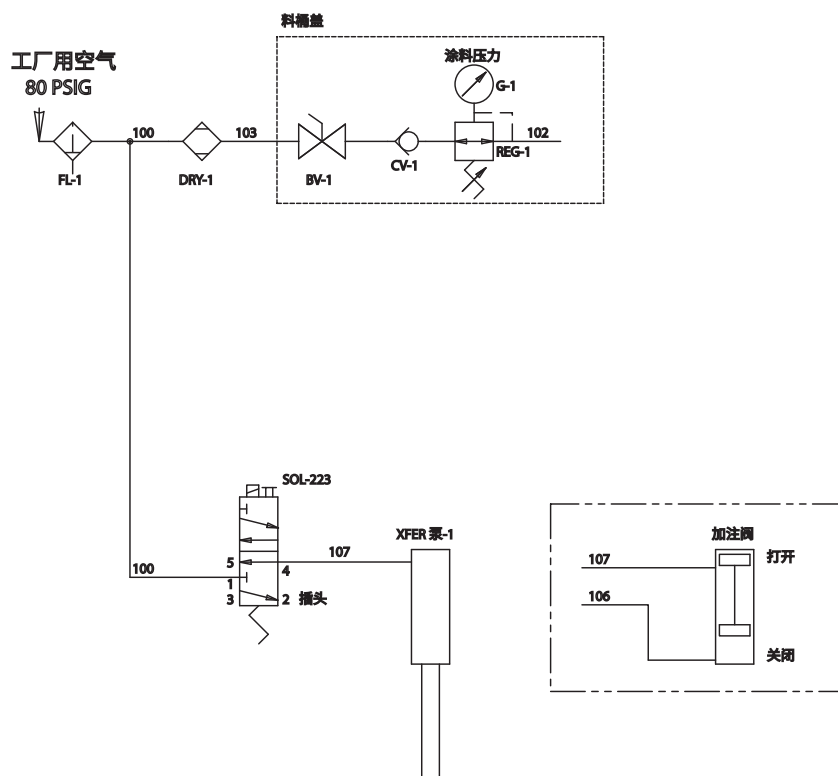 料桶盖
工厂用空气
80 PSIG
涂料压力
G-1
100
103
102
FL-1
DRY-1
BV-1
CV-1
REG-1
SOL-223
XFER 泵-1
加注阀
107
打开
107
5
4
100
1
106
3
2 插头
关闭